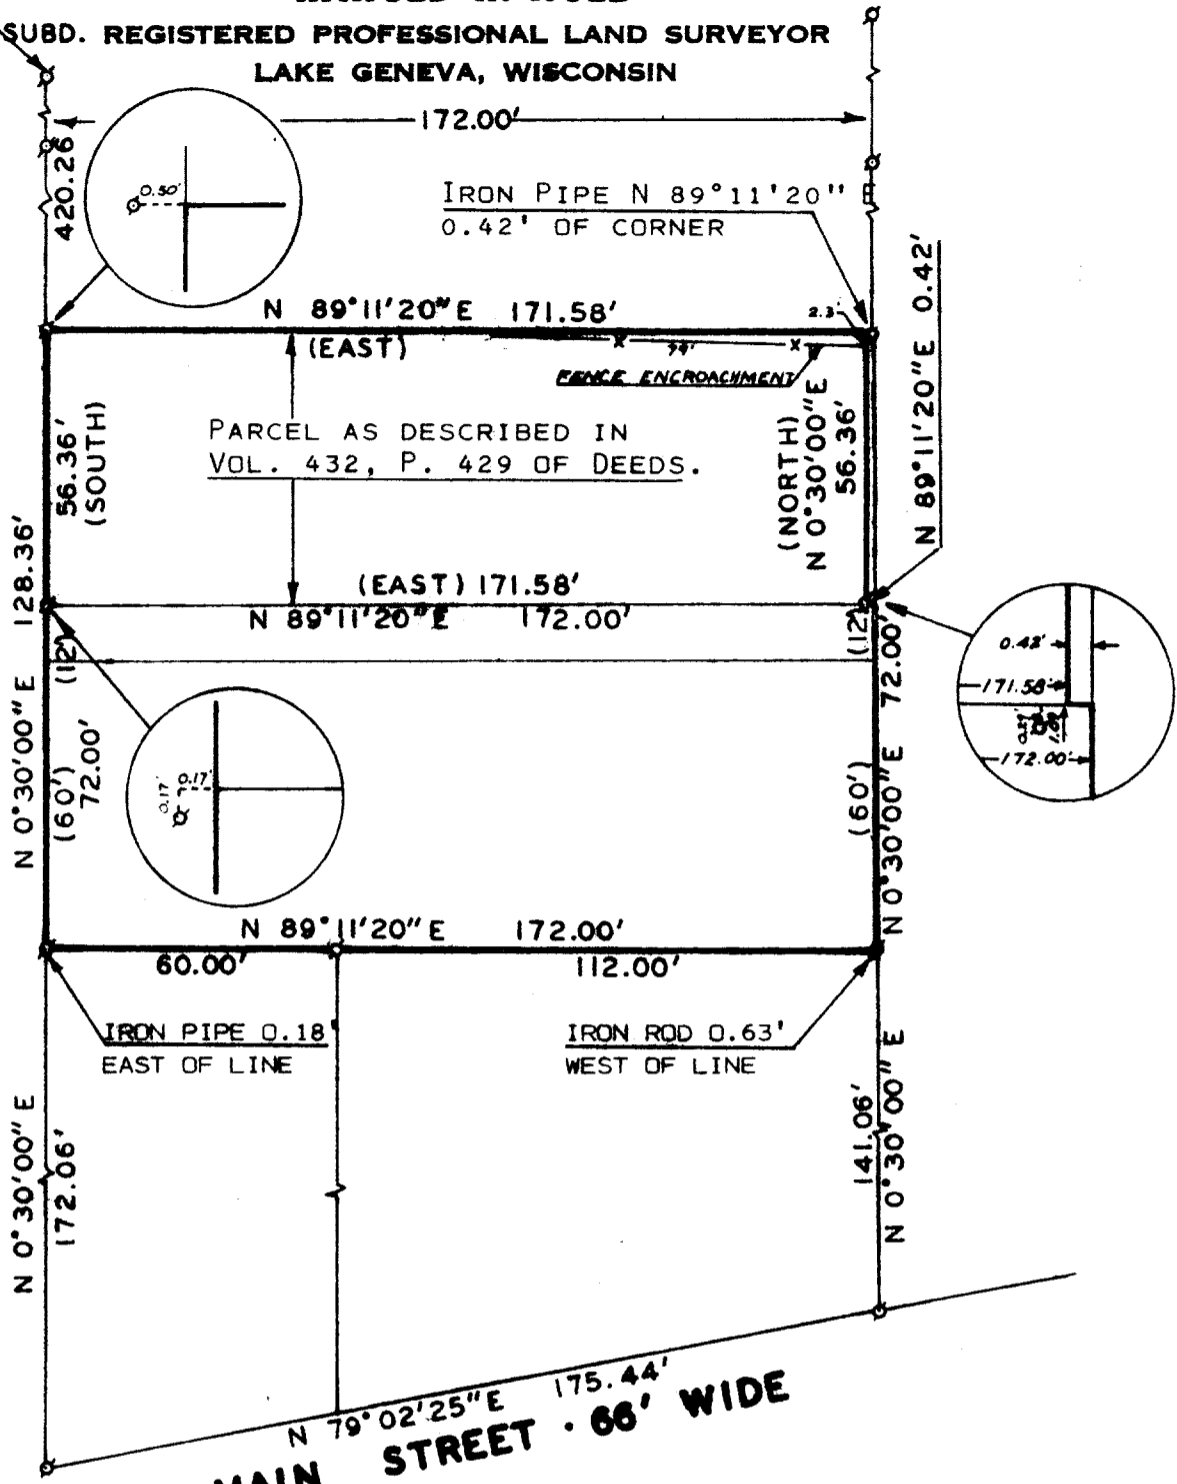 SUBD. REGISTERED PROFESSIONAL LAND SURVEYOR
LAKE GENEVA, WISCONSIN
172.00'
420.26
0.50'
IRON PIPE N 89°11'20" E
0.42' OF CORNER
N 89°11'20" E 171.58'
(EAST)
2.3
FENCE ENCROACHMENT
N 89°11'20" E 0.42'
56.36'
(SOUTH)
PARCEL AS DESCRIBED IN
VOL. 432, P. 429 OF DEEDS.
(NORTH)
N 0°30'00" E
56.36'
(EAST) 171.58'
N 89°11'20" E 172.00'
N 0°30'00" E 128.36'
(12')
(60')
72.00'
0.17'
0.17'
(12')
(60')
N 0°30'00" E 72.00'
0.42'
171.58'
172.00'
N 89°11'20" E 172.00'
60.00' 112.00'
IRON PIPE 0.18'
EAST OF LINE
IRON ROD 0.63'
WEST OF LINE
N 0°30'00" E
172.06'
141.06'
N 0°30'00" E
N 79°02'25" E 175.44'
MAIN STREET · 66' WIDE